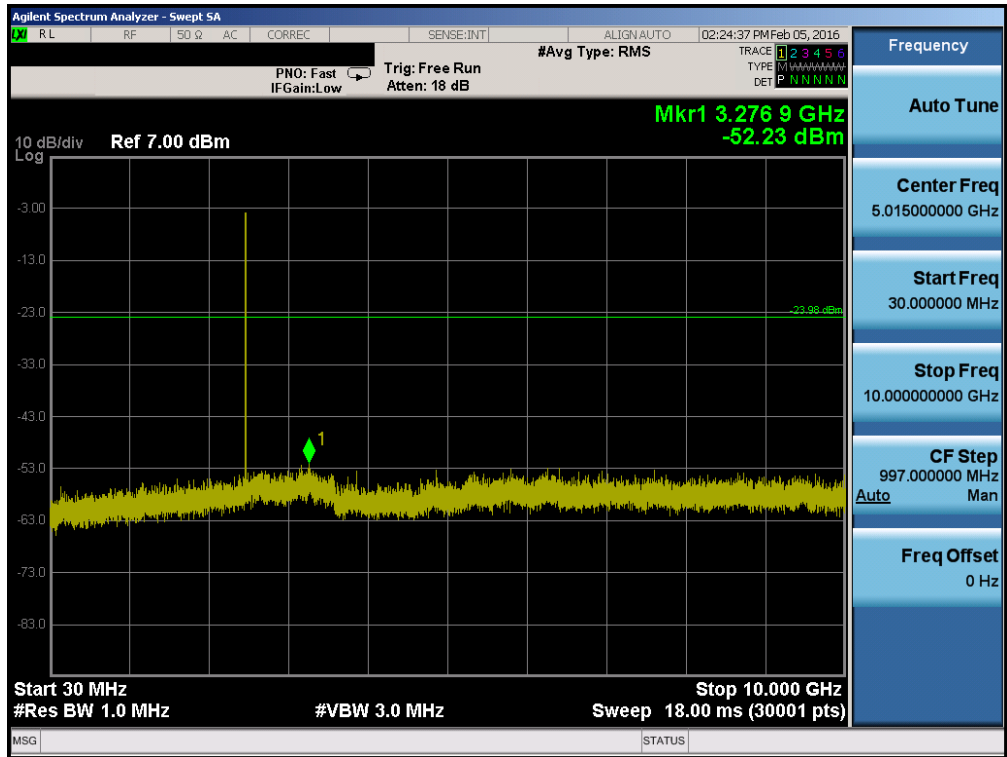 Agilent Spectrum Analyzer - Swept SA
LXI RL RF 50 Ω AC CORREC SENSE:INT ALIGN AUTO 02:24:37 PM Feb 05, 2016
#Avg Type: RMS TRACE 1 2 3 4 5 6
PNO: Fast Trig: Free Run TYPE M WWWWW
IFGain:Low Atten: 18 dB DET P N N N N N
Mkr1 3.276 9 GHz
-52.23 dBm
10 dB/div Ref 7.00 dBm
Log
-3.00
-13.0
-23.0
-23.98 dBm
-33.0
-43.0
1
-53.0
-63.0
-73.0
-83.0
Start 30 MHz Stop 10.000 GHz
#Res BW 1.0 MHz #VBW 3.0 MHz Sweep 18.00 ms (30001 pts)
MSG STATUS
Frequency
Auto Tune
Center Freq
5.015000000 GHz
Start Freq
30.000000 MHz
Stop Freq
10.000000000 GHz
CF Step
997.000000 MHz
Auto Man
Freq Offset
0 Hz